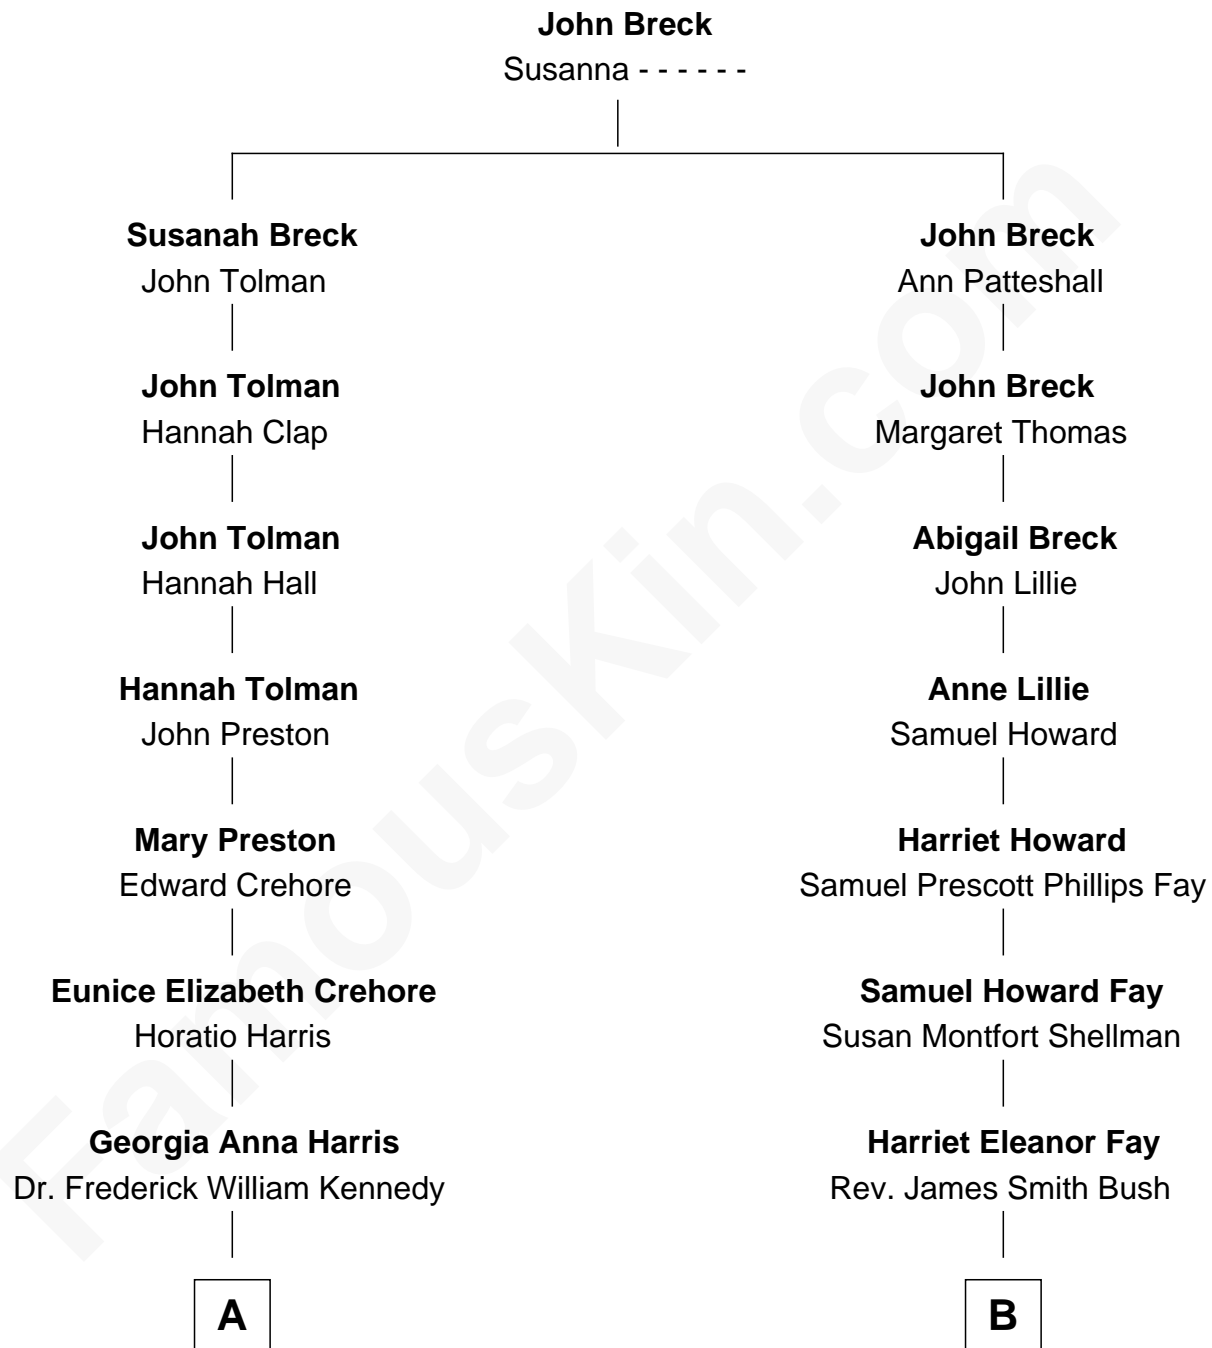 John Breck
Susanna - - - - - -
Susanah Breck
John Tolman
John Breck
Ann Patteshall
John Tolman
Hannah Clap
John Breck
Margaret Thomas
John Tolman
Hannah Hall
Abigail Breck
John Lillie
Hannah Tolman
John Preston
Anne Lillie
Samuel Howard
Mary Preston
Edward Crehore
Harriet Howard
Samuel Prescott Phillips Fay
Eunice Elizabeth Crehore
Horatio Harris
Samuel Howard Fay
Susan Montfort Shellman
Georgia Anna Harris
Dr. Frederick William Kennedy
Harriet Eleanor Fay
Rev. James Smith Bush
A
B
FamousKin.com